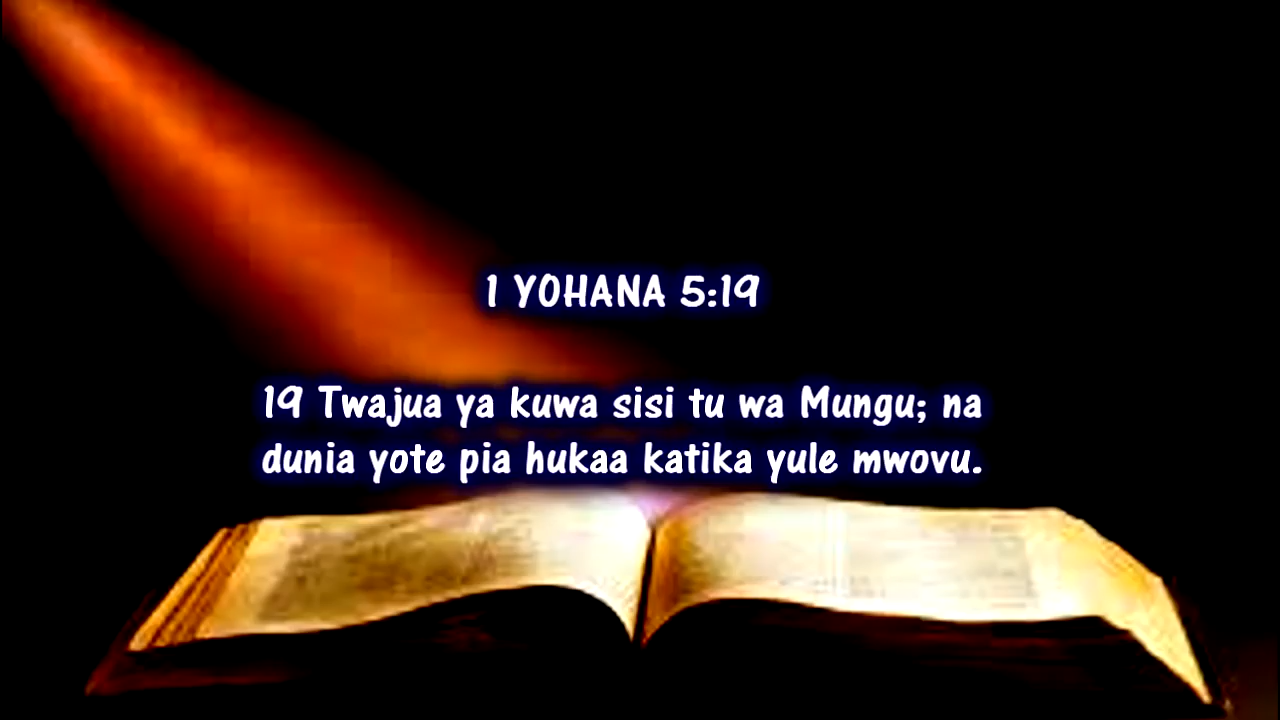 1 YOHANA 5:19
19 Twajua ya kuwa sisi tu wa Mungu; na
dunia yote pia hukaa katika yule mwovu.